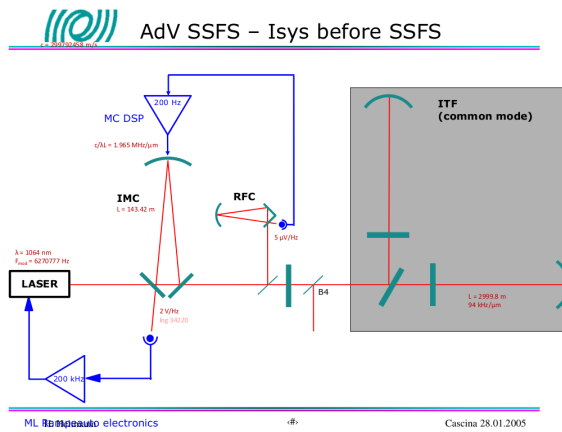 AdV SSFS – Isys before SSFS
c = 299792458 m/s
200 Hz
MC DSP
c/λL = 1.965 MHz/µm
ITF
(common mode)
IMC
L = 143.42 m
RFC
5 µV/Hz
λ = 1064 nm
Fmod = 6270777 Hz
LASER
B4
L = 2999.8 m
94 kHz/µm
2 V/Hz
log 34220
200 kHz
electronics
‹#›
Cascina 28.01.2005